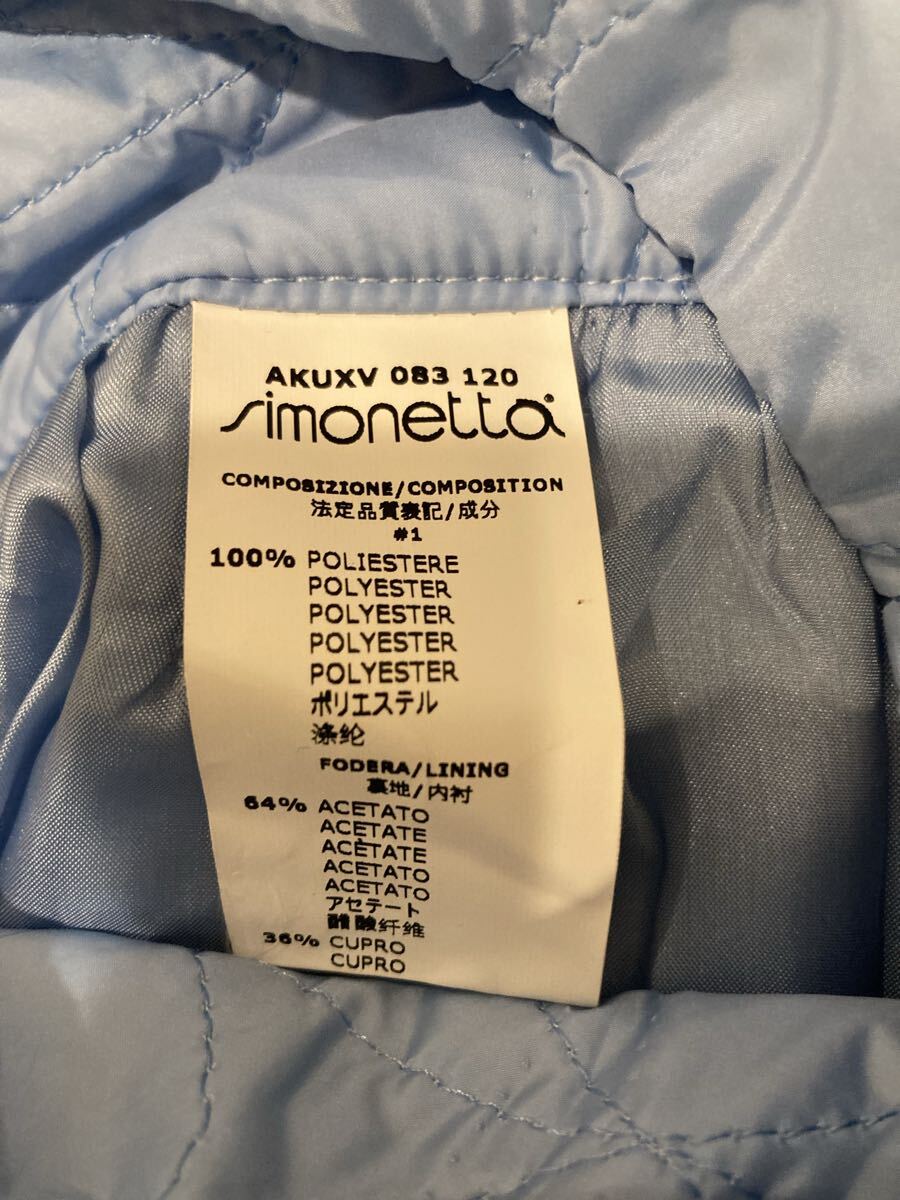 AKUXV 083 120
simonetta®
COMPOSIZIONE/COMPOSITION
法定品質表記/成分
#1
100% POLIESTERE
POLYESTER
POLYESTER
POLYESTER
POLYESTER
ポリエステル
涤纶
FODERA/LINING
裏地/内衬
64% ACETATO
ACETATE
ACÈTATE
ACETATO
ACETATO
アセテート
醋酸纤维
36% CUPRO
CUPRO